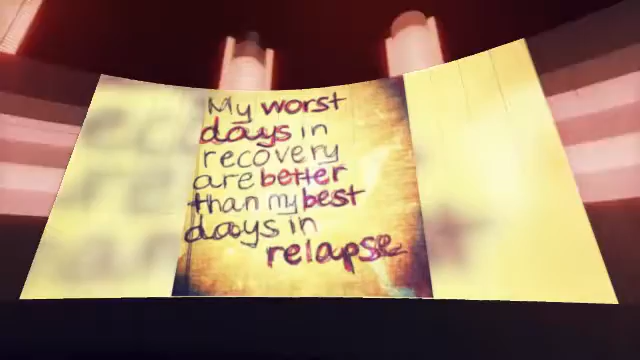 My worst
days in
recovery
are better
than my best
days in
relapse